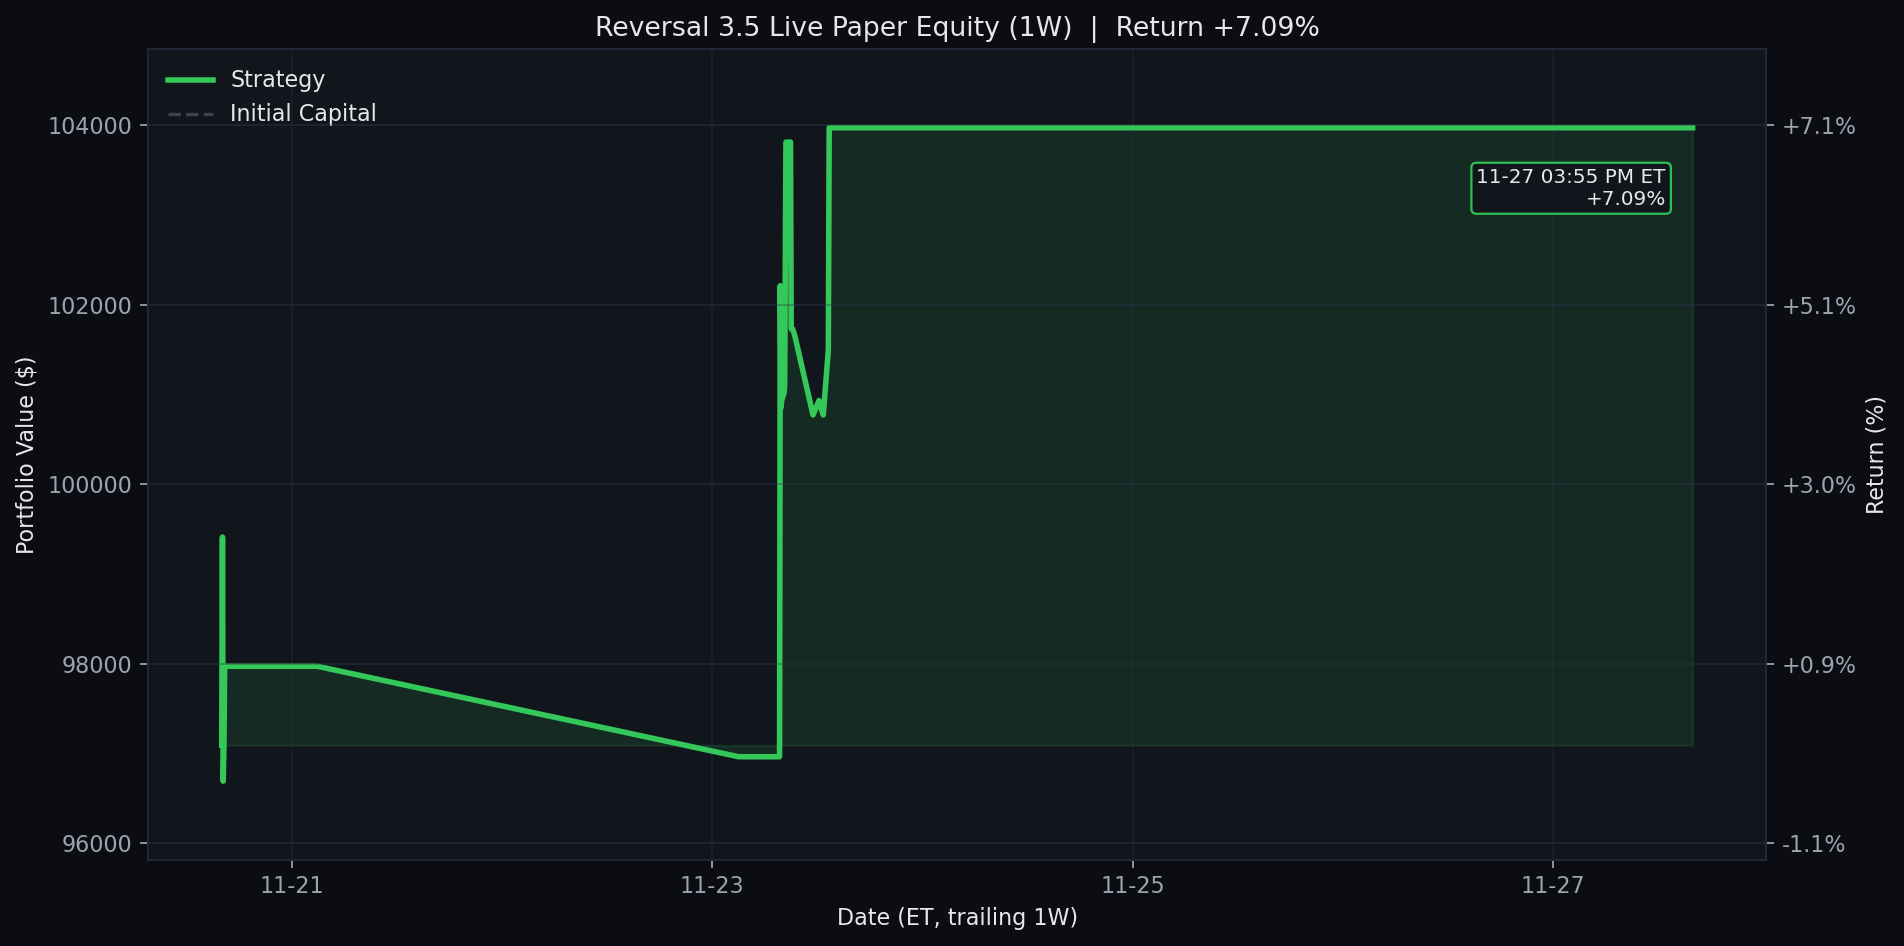 Reversal 3.5 Live Paper Equity (1W)  |  Return +7.09%
Strategy
Initial Capital
104000
102000
100000
98000
96000
Portfolio Value ($)
+7.1%
+5.1%
+3.0%
+0.9%
-1.1%
Return (%)
11-27 03:55 PM ET
+7.09%
11-21
11-23
11-25
11-27
Date (ET, trailing 1W)